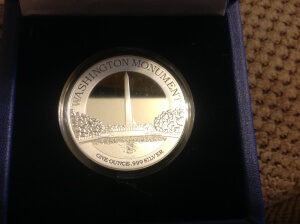 WASHINGTON MONUMENT
ONE OUNCE .999 SILVER